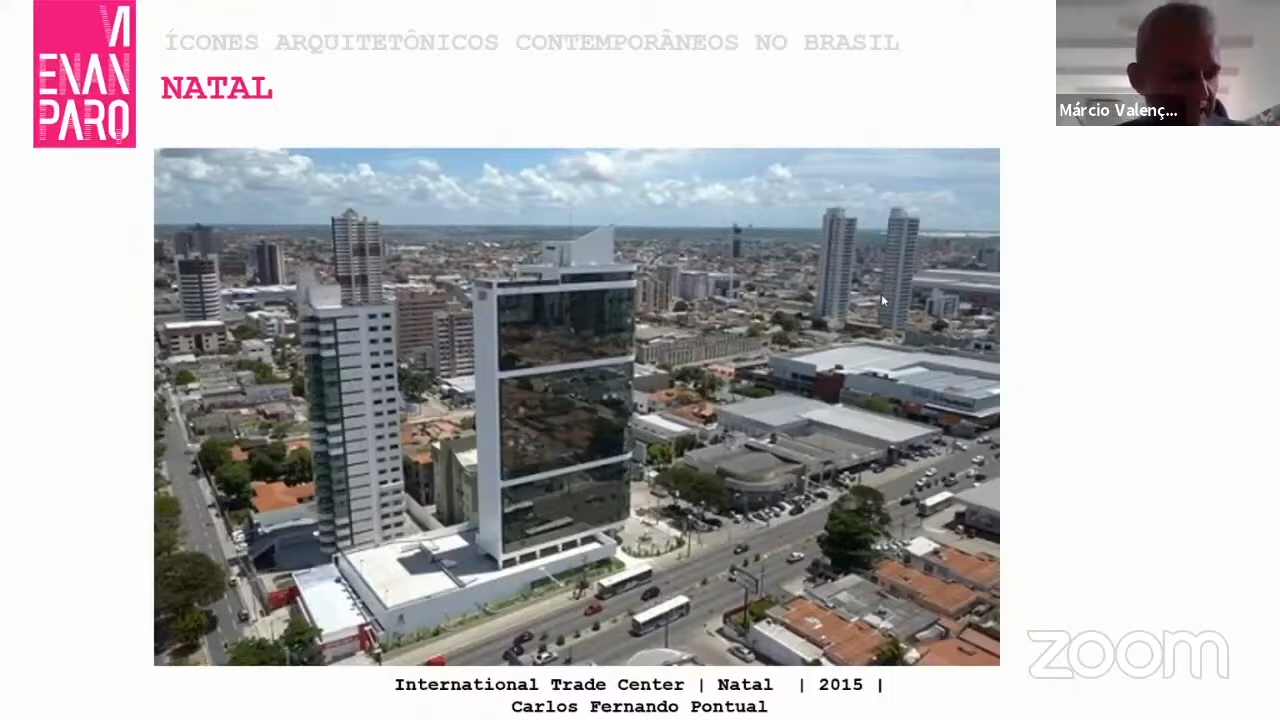 VI
ENAN
PARQ
ÍCONES ARQUITETÔNICOS CONTEMPORÂNEOS NO BRASIL
NATAL
Márcio Valenç...
International Trade Center | Natal | 2015 |
Carlos Fernando Pontual
zoom